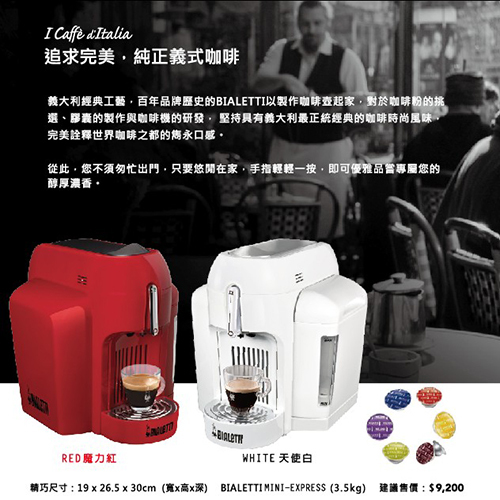 I Caffè d'Italia
追求完美，純正義式咖啡
義大利經典工藝，百年品牌歷史的BIALETTI以製作咖啡壺起家，對於咖啡粉的挑
選、膠囊的製作與咖啡機的研發， 堅持具有義大利最正統經典的咖啡時尚風味，
完美詮釋世界咖啡之都的雋永口感。
從此，您不須匆忙出門，只要悠閒在家，手指輕輕一按，即可優雅品嘗專屬您的
醇厚濃香。
BIALETTI
BIALETTI
RED魔力紅
WHITE 天使白
精巧尺寸：19 x 26.5 x 30cm (寬x高x深) BIALETTI MINI-EXPRESS (3.5kg) 建議售價：$9,200